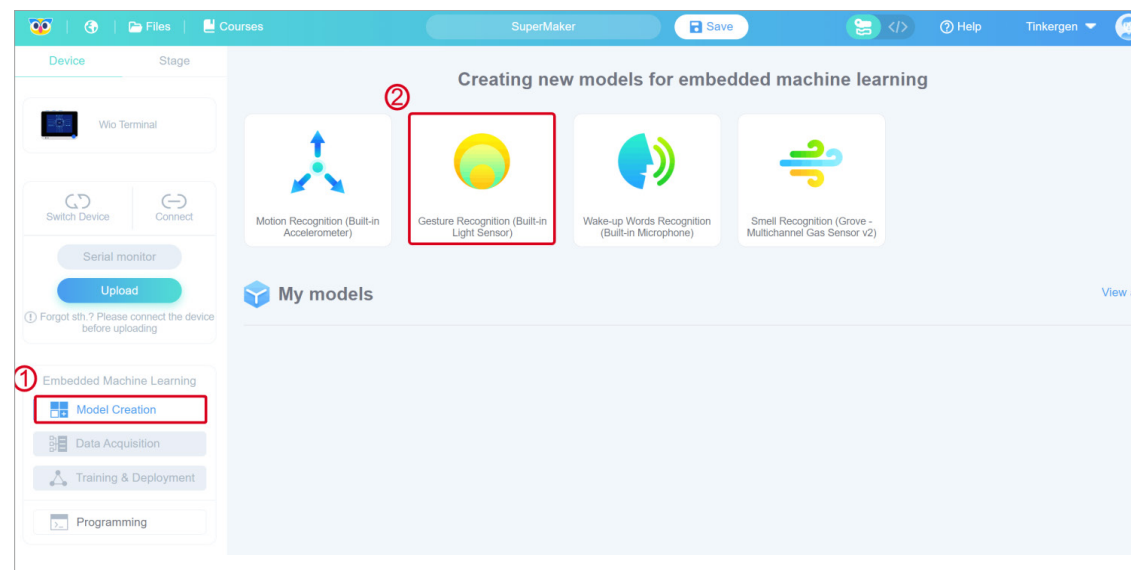 Files
Courses
SuperMaker
Save
</>
Help
Tinkergen
Device
Stage
Creating new models for embedded machine learning
②
Wio Terminal
Motion Recognition (Built-in
Accelerometer)
Gesture Recognition (Built-in
Light Sensor)
Wake-up Words Recognition
(Built-in Microphone)
Smell Recognition (Grove -
Multichannel Gas Sensor v2)
Switch Device
Connect
Serial monitor
Upload
Forgot sth.? Please connect the device
before uploading
My models
View
①
Embedded Machine Learning
Model Creation
Data Acquisition
Training & Deployment
Programming